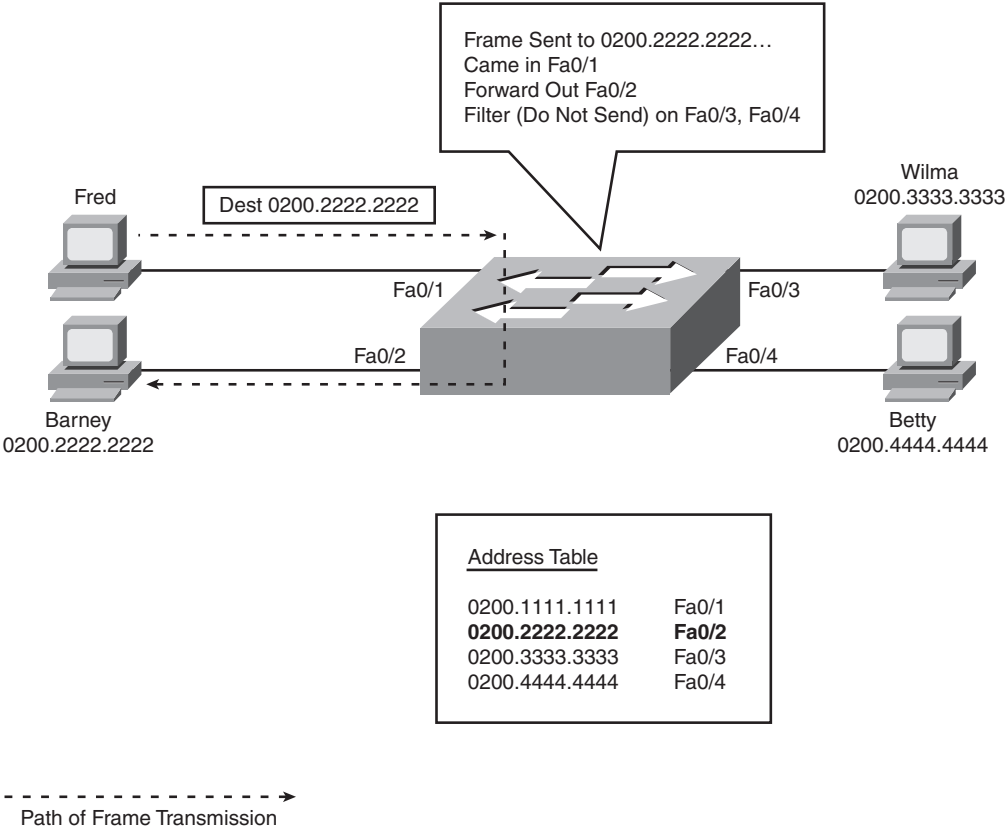 Frame Sent to 0200.2222.2222…
Came in Fa0/1
Forward Out Fa0/2
Filter (Do Not Send) on Fa0/3, Fa0/4
Fred
Dest 0200.2222.2222
Wilma
0200.3333.3333
Fa0/1
Fa0/3
Fa0/2
Fa0/4
Barney
0200.2222.2222
Betty
0200.4444.4444
Address Table
0200.1111.1111 Fa0/1
0200.2222.2222 Fa0/2
0200.3333.3333 Fa0/3
0200.4444.4444 Fa0/4
Path of Frame Transmission